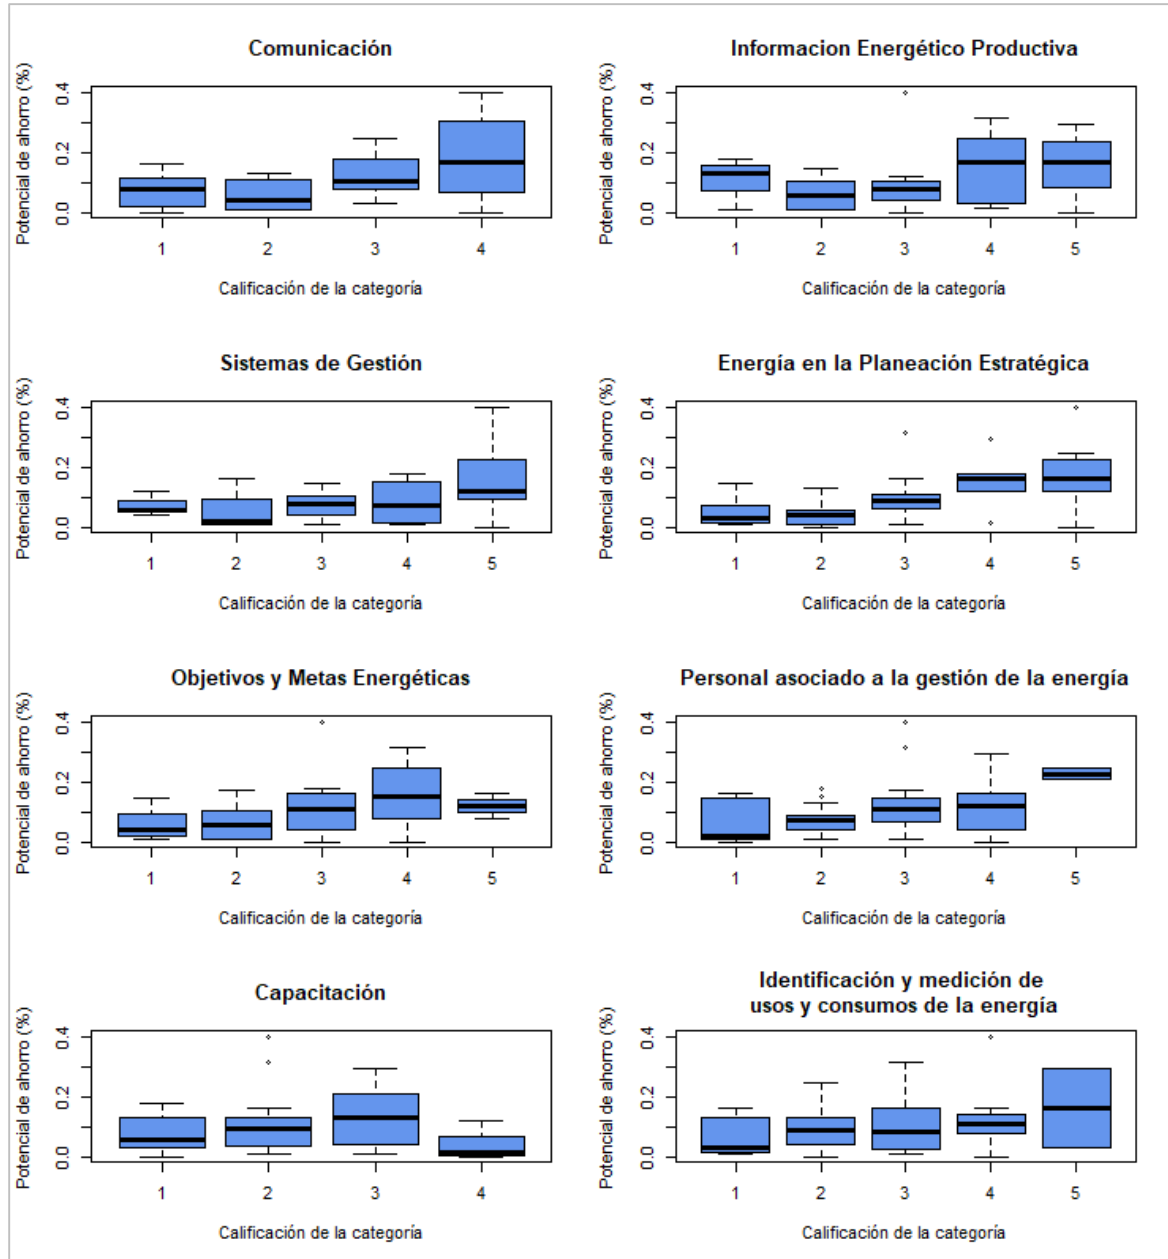 Comunicación
Potencial de ahorro (%)
0.4
0.2
0.0
1 2 3 4
Calificación de la categoría
Informacion Energético Productiva
Potencial de ahorro (%)
0.4
0.2
0.0
1 2 3 4 5
Calificación de la categoría
Sistemas de Gestión
Potencial de ahorro (%)
0.4
0.2
0.0
1 2 3 4 5
Calificación de la categoría
Energía en la Planeación Estratégica
Potencial de ahorro (%)
0.4
0.2
0.0
1 2 3 4 5
Calificación de la categoría
Objetivos y Metas Energéticas
Potencial de ahorro (%)
0.4
0.2
0.0
1 2 3 4 5
Calificación de la categoría
Personal asociado a la gestión de la energía
Potencial de ahorro (%)
0.4
0.2
0.0
1 2 3 4 5
Calificación de la categoría
Capacitación
Potencial de ahorro (%)
0.4
0.2
0.0
1 2 3 4
Calificación de la categoría
Identificación y medición de
usos y consumos de la energía
Potencial de ahorro (%)
0.4
0.2
0.0
1 2 3 4 5
Calificación de la categoría